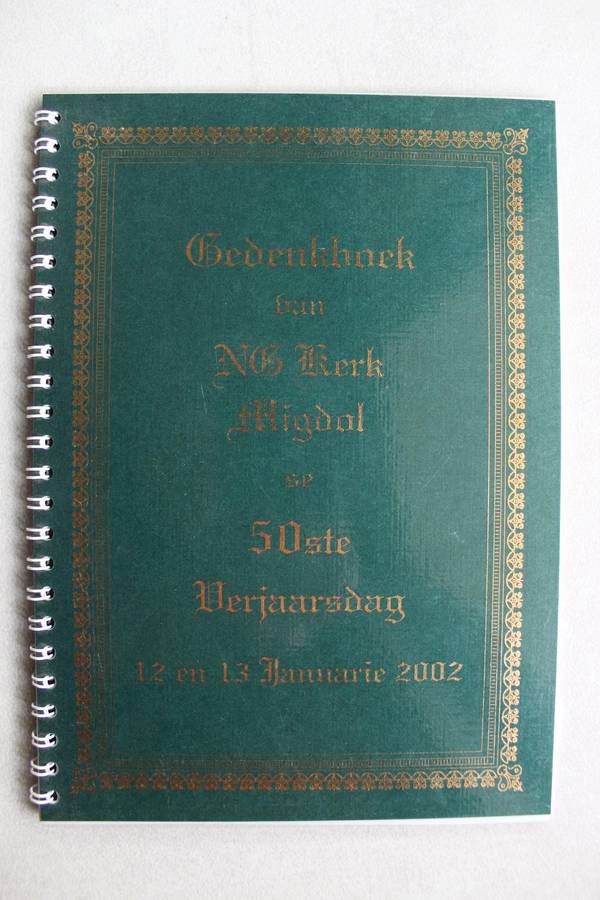 Gedenkboek
van
NG Kerk
Migdol
se
50ste
Verjaarsdag
12 en 13 Januarie 2002